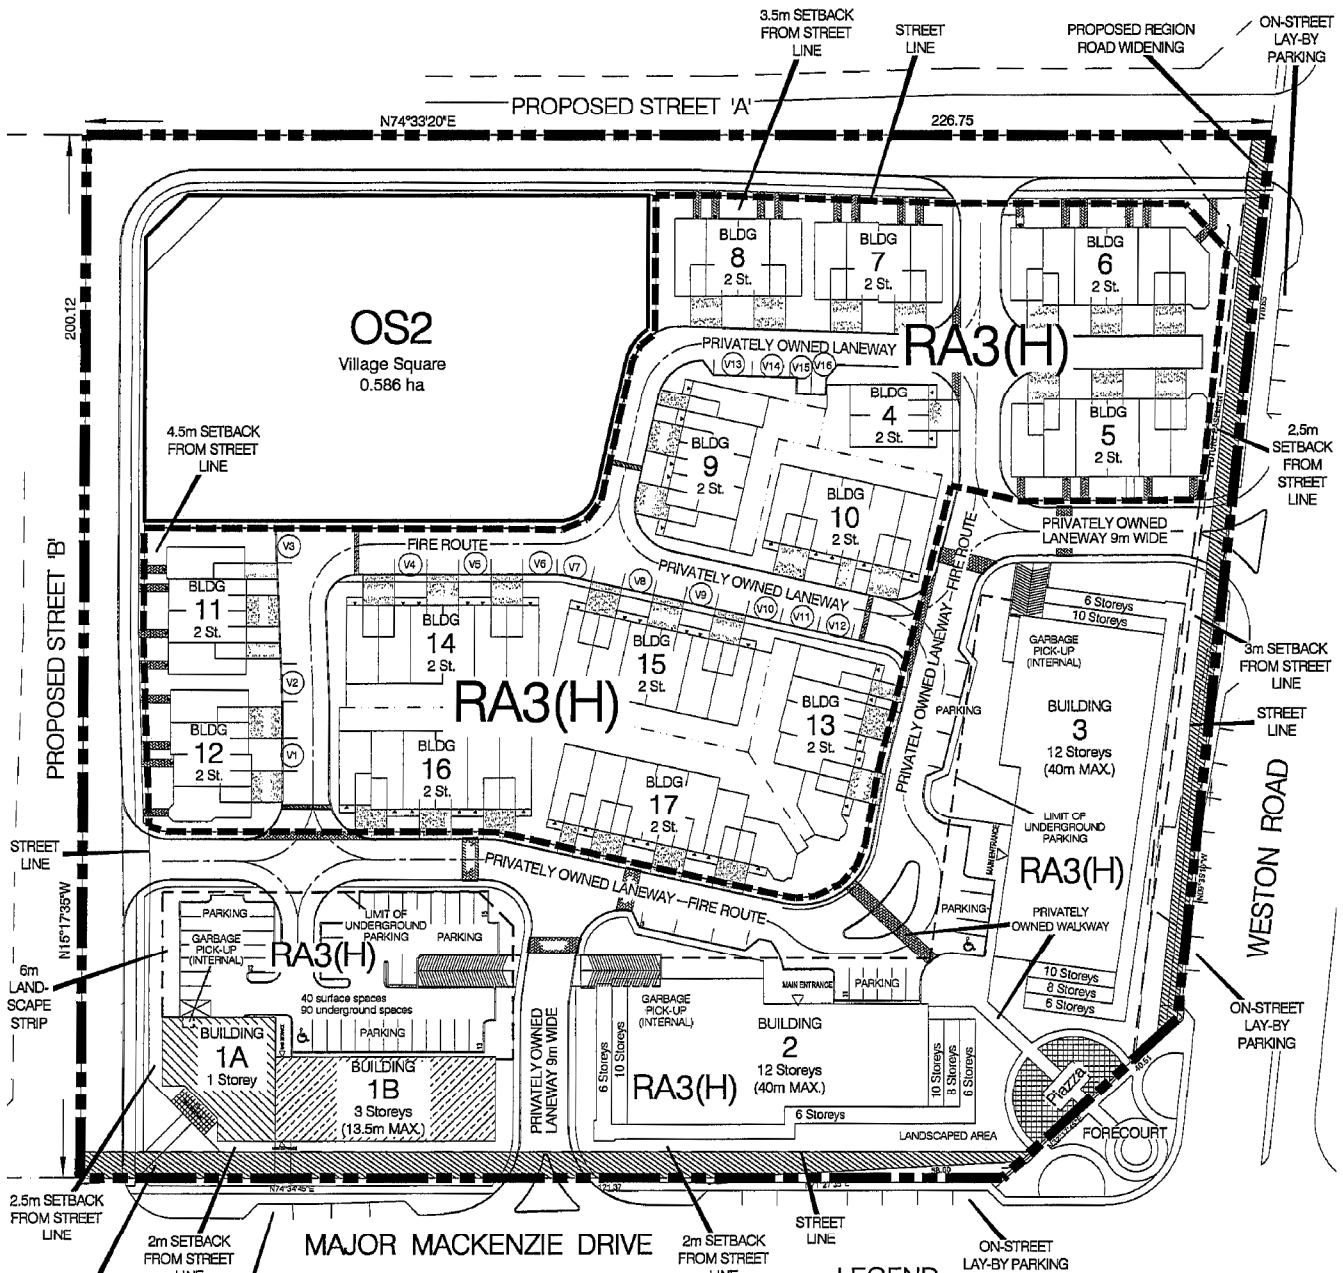 3.5m SETBACK
FROM STREET
LINE
STREET
LINE
PROPOSED REGION
ROAD WIDENING
ON-STREET
LAY-BY
PARKING
PROPOSED STREET 'A'
N74°33'20"E
226.75
200.12
OS2
Village Square
0.586 ha
BLDG
8
2 St.
BLDG
7
2 St.
BLDG
6
2 St.
PRIVATELY OWNED LANEWAY
RA3(H)
V13
V14
V15
V16
BLDG
4
2 St.
BLDG
5
2 St.
BLDG
9
2 St.
BLDG
10
2 St.
2.5m
SETBACK
FROM
STREET
LINE
4.5m SETBACK
FROM STREET
LINE
PROPOSED STREET 'B'
FIRE ROUTE
V3
V4
V5
V6
V7
V8
V9
V10
V11
V12
PRIVATELY OWNED LANEWAY
PRIVATELY OWNED
LANEWAY 9m WIDE
BLDG
11
2 St.
V2
BLDG
12
2 St.
V1
BLDG
14
2 St.
BLDG
15
2 St.
RA3(H)
BLDG
13
2 St.
BLDG
16
2 St.
BLDG
17
2 St.
PRIVATELY OWNED LANEWAY—FIRE ROUTE
6 Storeys
10 Storeys
GARBAGE
PICK-UP
(INTERNAL)
PARKING
BUILDING
3
12 Storeys
(40m MAX.)
3m SETBACK
FROM STREET
LINE
STREET
LINE
WESTON ROAD
LIMIT OF
UNDERGROUND
PARKING
MAIN ENTRANCE
RA3(H)
PARKING
PRIVATELY
OWNED WALKWAY
10 Storeys
8 Storeys
6 Storeys
STREET
LINE
N15°17'35"W
PRIVATELY OWNED LANEWAY—FIRE ROUTE
PARKING
LIMIT OF
UNDERGROUND
PARKING
PARKING
GARBAGE
PICK-UP
(INTERNAL)
RA3(H)
6m
LAND-
SCAPE
STRIP
40 surface spaces
90 underground spaces
PARKING
BUILDING
1A
1 Storey
BUILDING
1B
3 Storeys
(13.5m MAX.)
PRIVATELY OWNED
LANEWAY 9m WIDE
GARBAGE
PICK-UP
(INTERNAL)
MAIN ENTRANCE
PARKING
6 Storeys
10 Storeys
BUILDING
2
12 Storeys
(40m MAX.)
RA3(H)
10 Storeys
8 Storeys
6 Storeys
6 Storeys
LANDSCAPED AREA
Piazza
FORECOURT
40.51
ON-STREET
LAY-BY
PARKING
2.5m SETBACK
FROM STREET
LINE
N74°34'45"E
121.37
2m SETBACK
FROM STREET
LINE
MAJOR MACKENZIE DRIVE
2m SETBACK
FROM STREET
LINE
STREET
LINE
ON-STREET
LAY-BY PARKING
LEGEND